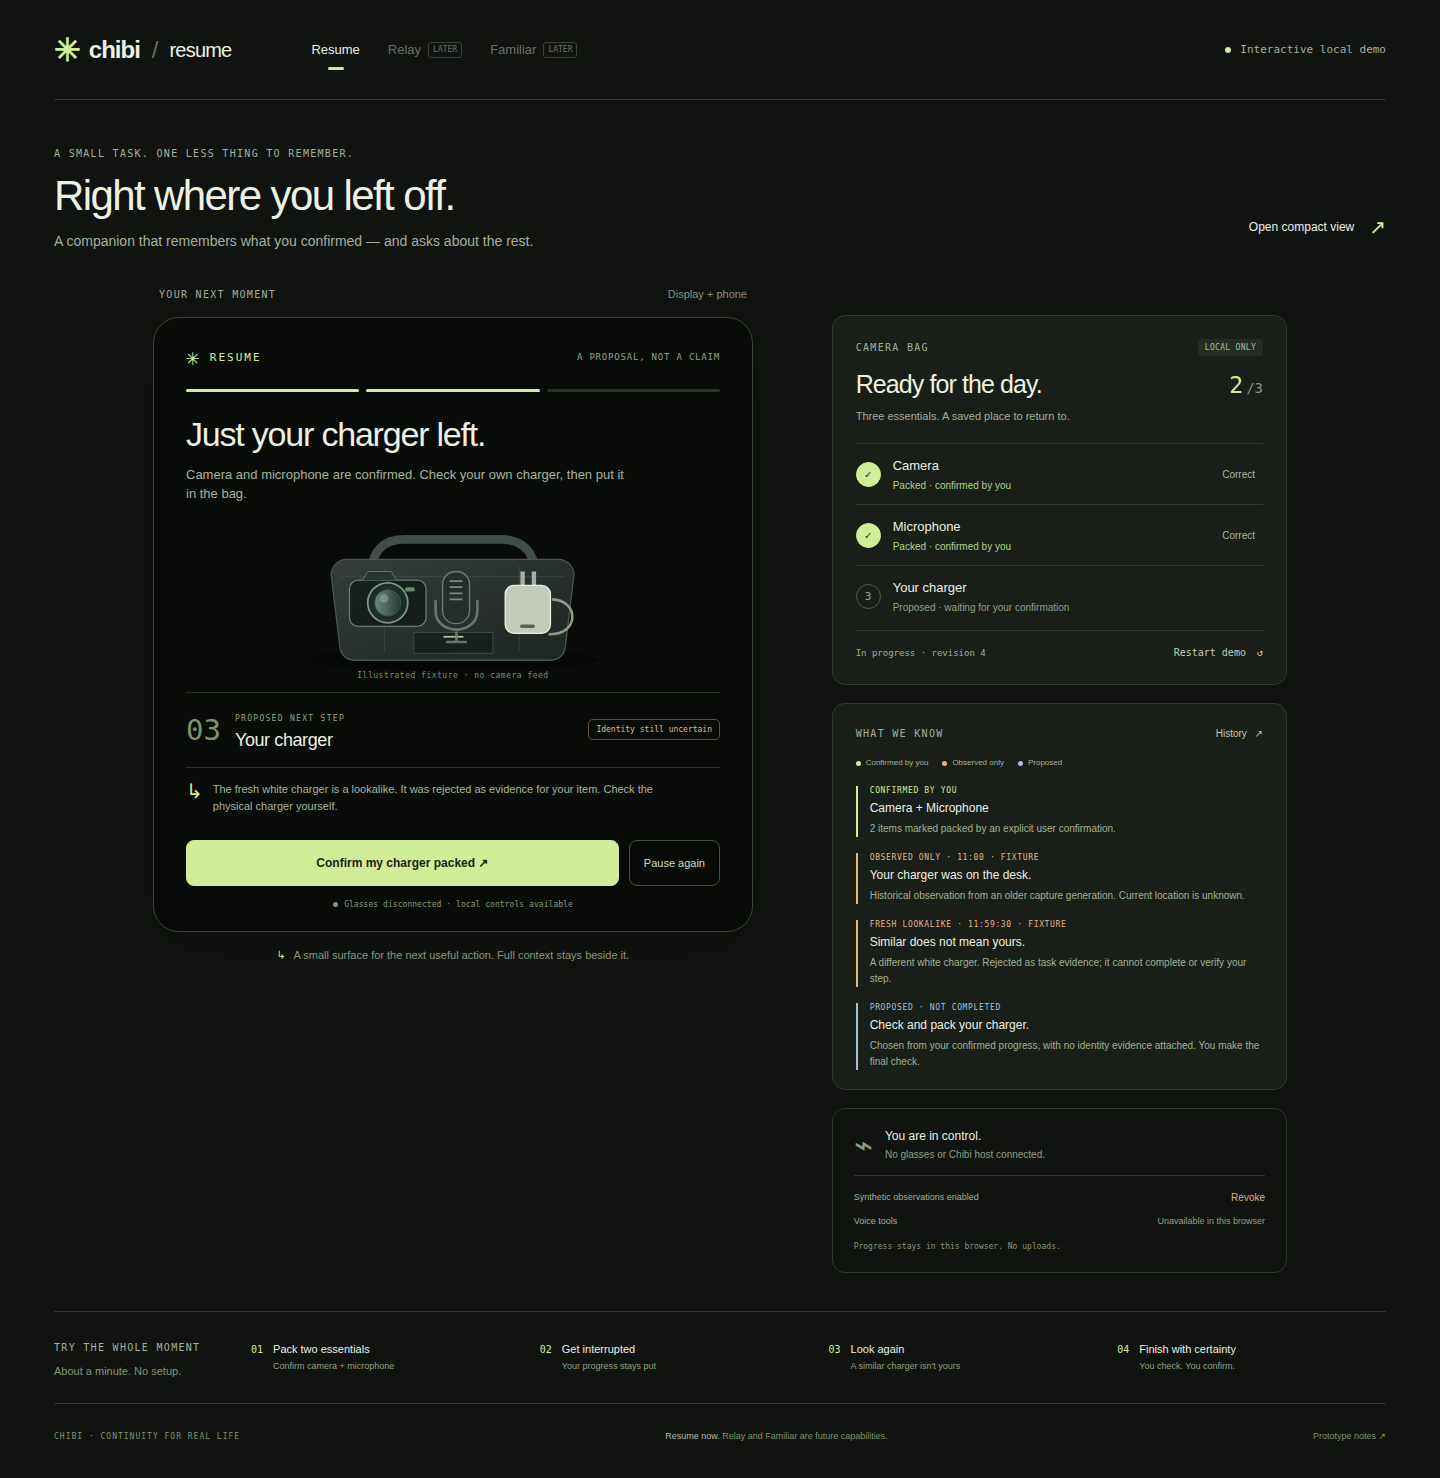 chibi / resume
Resume
Relay LATER
Familiar LATER
Interactive local demo
A SMALL TASK. ONE LESS THING TO REMEMBER.
Right where you left off.
A companion that remembers what you confirmed — and asks about the rest.
Open compact view ↗
YOUR NEXT MOMENT
Display + phone
RESUME
A PROPOSAL, NOT A CLAIM
Just your charger left.
Camera and microphone are confirmed. Check your own charger, then put it
in the bag.
Illustrated fixture · no camera feed
03
PROPOSED NEXT STEP
Your charger
Identity still uncertain
↳ The fresh white charger is a lookalike. It was rejected as evidence for your item. Check the
physical charger yourself.
Confirm my charger packed ↗
Pause again
Glasses disconnected · local controls available
↳ A small surface for the next useful action. Full context stays beside it.
CAMERA BAG
LOCAL ONLY
Ready for the day.
2 /3
Three essentials. A saved place to return to.
✓ Camera
Packed · confirmed by you
Correct
✓ Microphone
Packed · confirmed by you
Correct
3 Your charger
Proposed · waiting for your confirmation
In progress · revision 4
Restart demo ↺
WHAT WE KNOW
History ↗
Confirmed by you
Observed only
Proposed
CONFIRMED BY YOU
Camera + Microphone
2 items marked packed by an explicit user confirmation.
OBSERVED ONLY · 11:00 · FIXTURE
Your charger was on the desk.
Historical observation from an older capture generation. Current location is unknown.
FRESH LOOKALIKE · 11:59:30 · FIXTURE
Similar does not mean yours.
A different white charger. Rejected as task evidence; it cannot complete or verify your
step.
PROPOSED · NOT COMPLETED
Check and pack your charger.
Chosen from your confirmed progress, with no identity evidence attached. You make the
final check.
You are in control.
No glasses or Chibi host connected.
Synthetic observations enabled
Revoke
Voice tools
Unavailable in this browser
Progress stays in this browser. No uploads.
TRY THE WHOLE MOMENT
About a minute. No setup.
01 Pack two essentials
Confirm camera + microphone
02 Get interrupted
Your progress stays put
03 Look again
A similar charger isn't yours
04 Finish with certainty
You check. You confirm.
CHIBI · CONTINUITY FOR REAL LIFE
Resume now. Relay and Familiar are future capabilities.
Prototype notes ↗